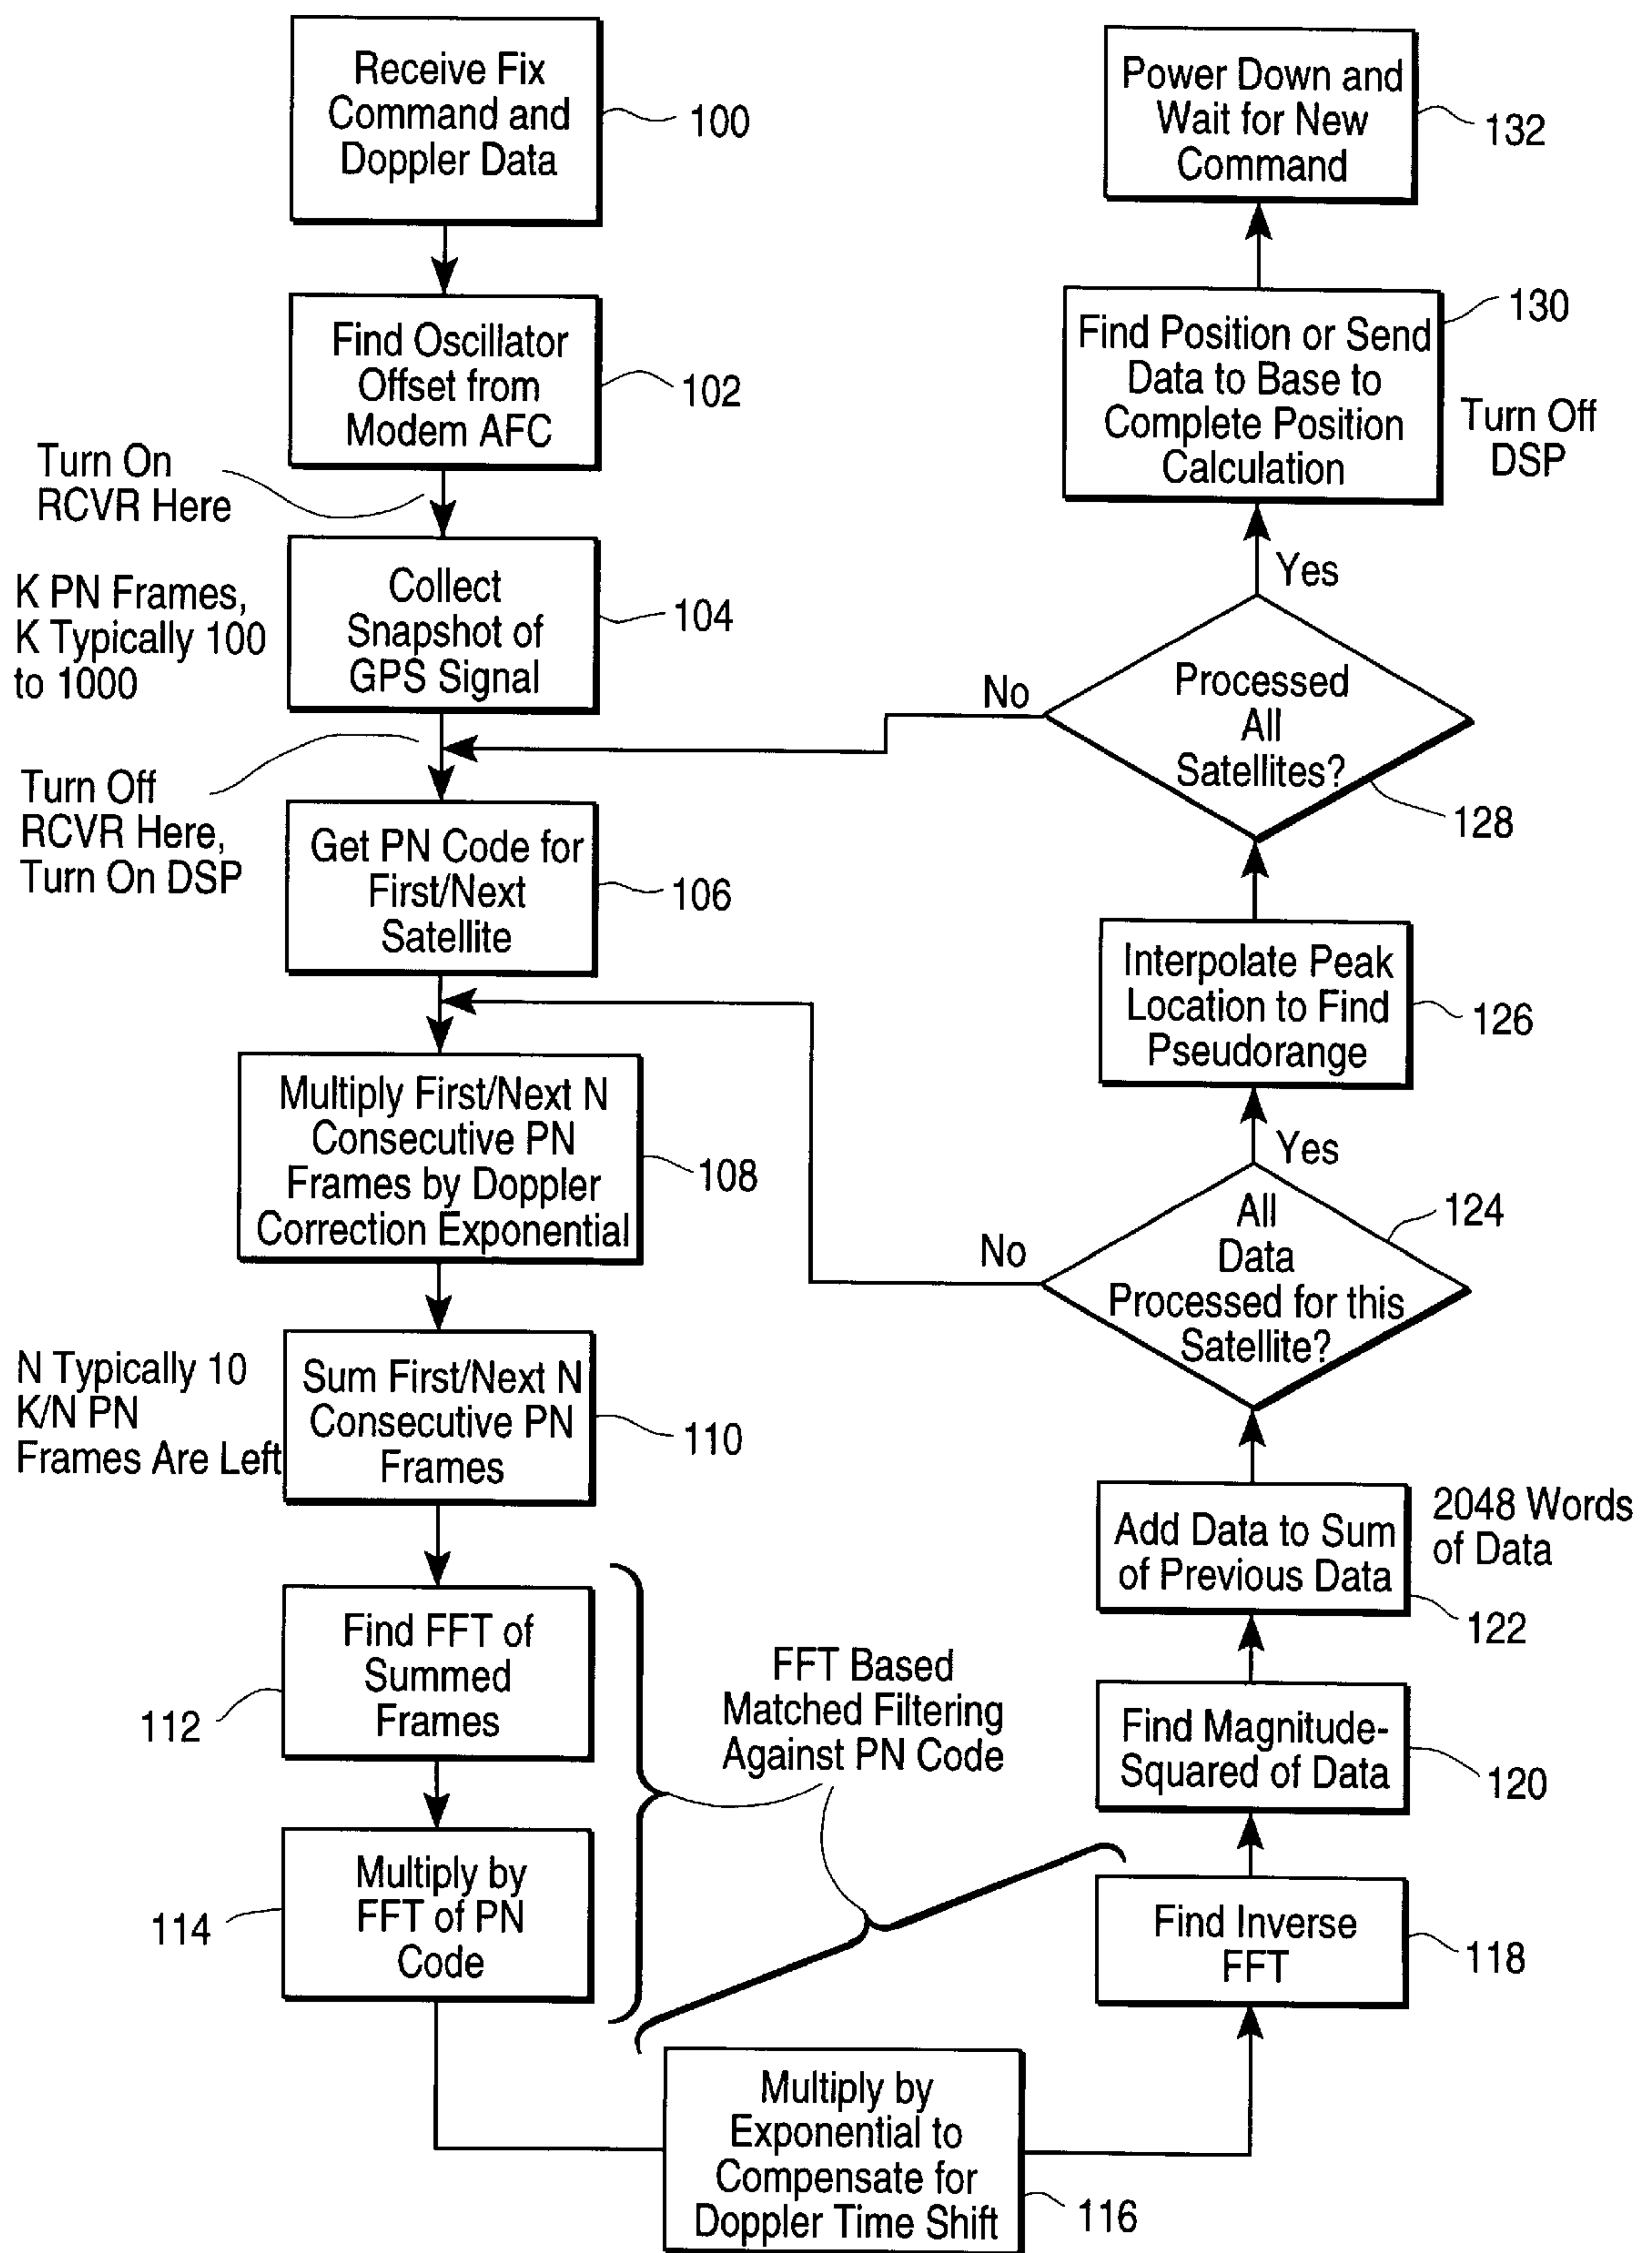 Receive Fix
Command and
Doppler Data
100
Find Oscillator
Offset from
Modem AFC
102
Turn On
RCVR Here
K PN Frames,
K Typically 100
to 1000
Collect
Snapshot of
GPS Signal
104
Turn Off
RCVR Here,
Turn On DSP
Get PN Code for
First/Next
Satellite
106
Multiply First/Next N
Consecutive PN
Frames by Doppler
Correction Exponential
108
N Typically 10
K/N PN
Frames Are Left
Sum First/Next N
Consecutive PN
Frames
110
Find FFT of
Summed
Frames
112
Multiply by
FFT of PN
Code
114
FFT Based
Matched Filtering
Against PN Code
Multiply by
Exponential to
Compensate for
Doppler Time Shift
116
Find Inverse
FFT
118
Find Magnitude-
Squared of Data
120
Add Data to Sum
of Previous Data
2048 Words
of Data
122
All
Data
Processed for this
Satellite?
124
No
Yes
Interpolate Peak
Location to Find
Pseudorange
126
Processed
All
Satellites?
128
No
Yes
Find Position or Send
Data to Base to
Complete Position
Calculation
130
Turn Off
DSP
Power Down and
Wait for New
Command
132